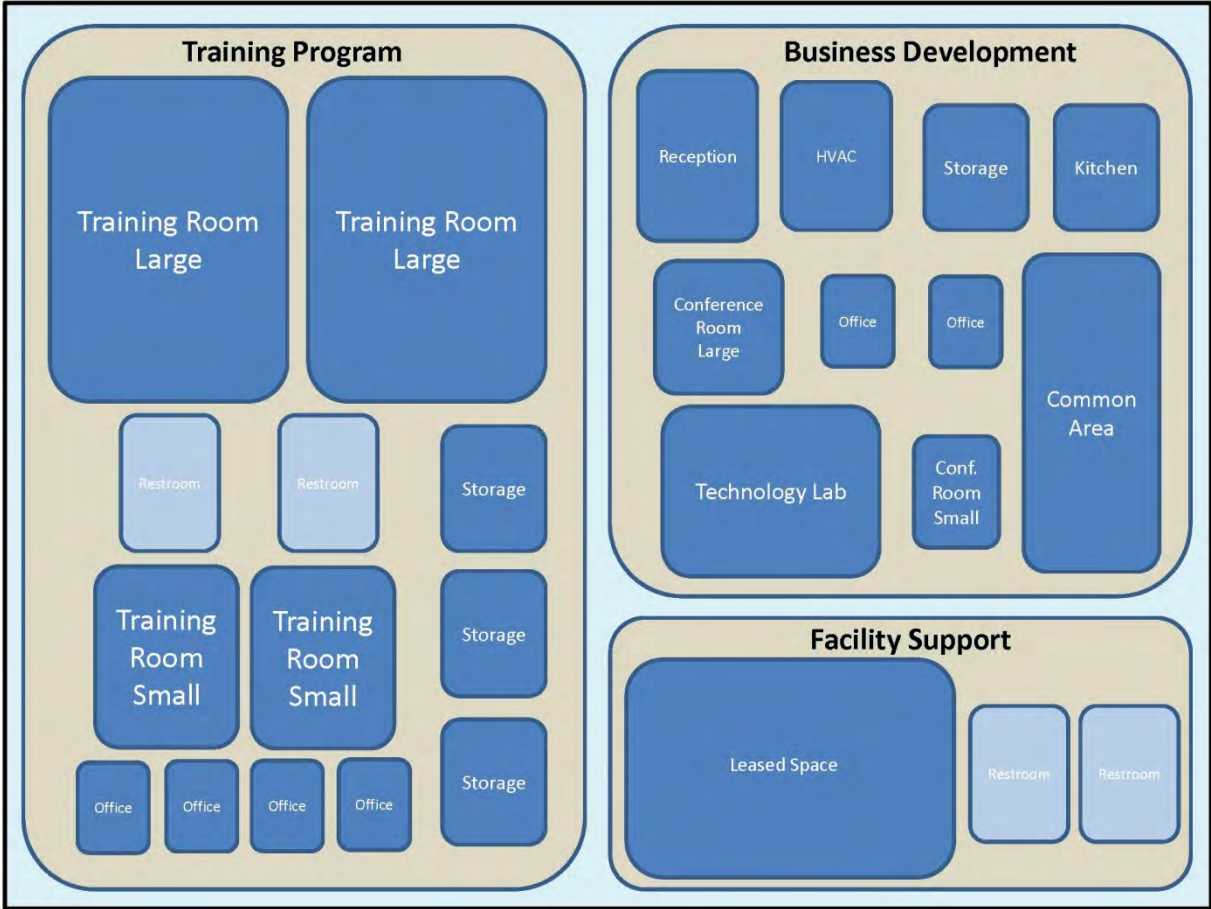 Training Program
Training Room
Large
Training Room
Large
Restroom
Restroom
Storage
Training
Room
Small
Training
Room
Small
Storage
Storage
Office
Office
Office
Office
Business Development
Reception
HVAC
Storage
Kitchen
Conference
Room
Large
Office
Office
Common
Area
Technology Lab
Conf.
Room
Small
Facility Support
Leased Space
Restroom
Restroom